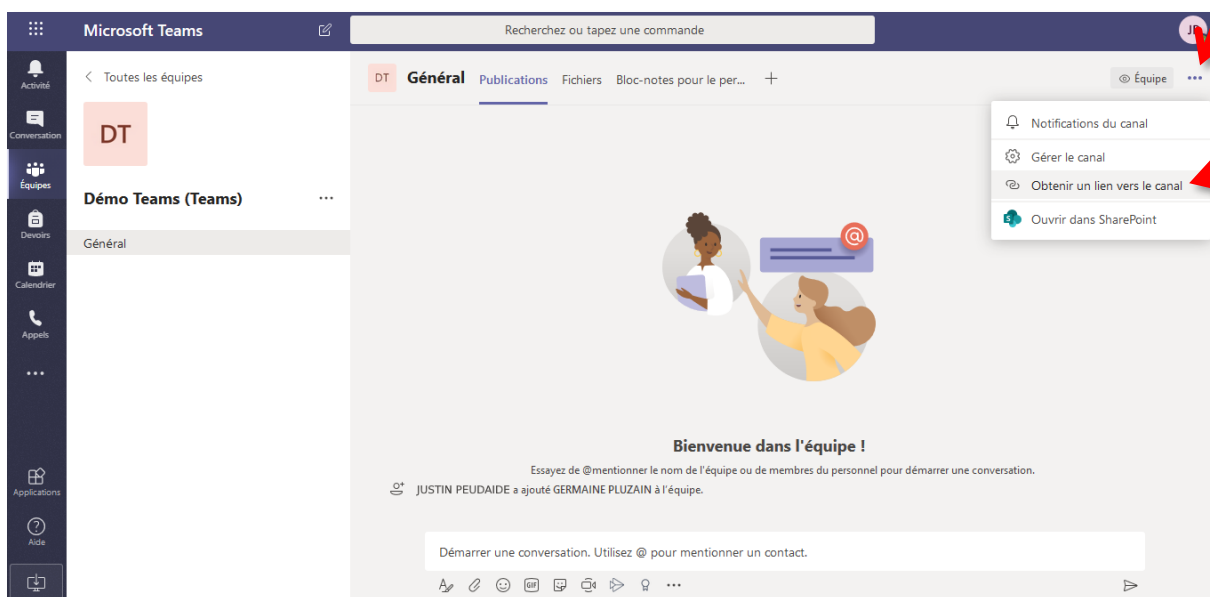 Microsoft Teams
Recherchez ou tapez une commande
JP
Activité
Conversation
Équipes
Devoirs
Calendrier
Appels
Applications
Aide
Toutes les équipes
DT
Démo Teams (Teams)
Général
DT Général Publications Fichiers Bloc-notes pour le per... Équipe
Notifications du canal
Gérer le canal
Obtenir un lien vers le canal
S Ouvrir dans SharePoint
@
Bienvenue dans l'équipe !
Essayez de @mentionner le nom de l'équipe ou de membres du personnel pour démarrer une conversation.
JUSTIN PEUDAIDE a ajouté GERMAINE PLUZAIN à l'équipe.
Démarrer une conversation. Utilisez @ pour mentionner un contact.
GIF